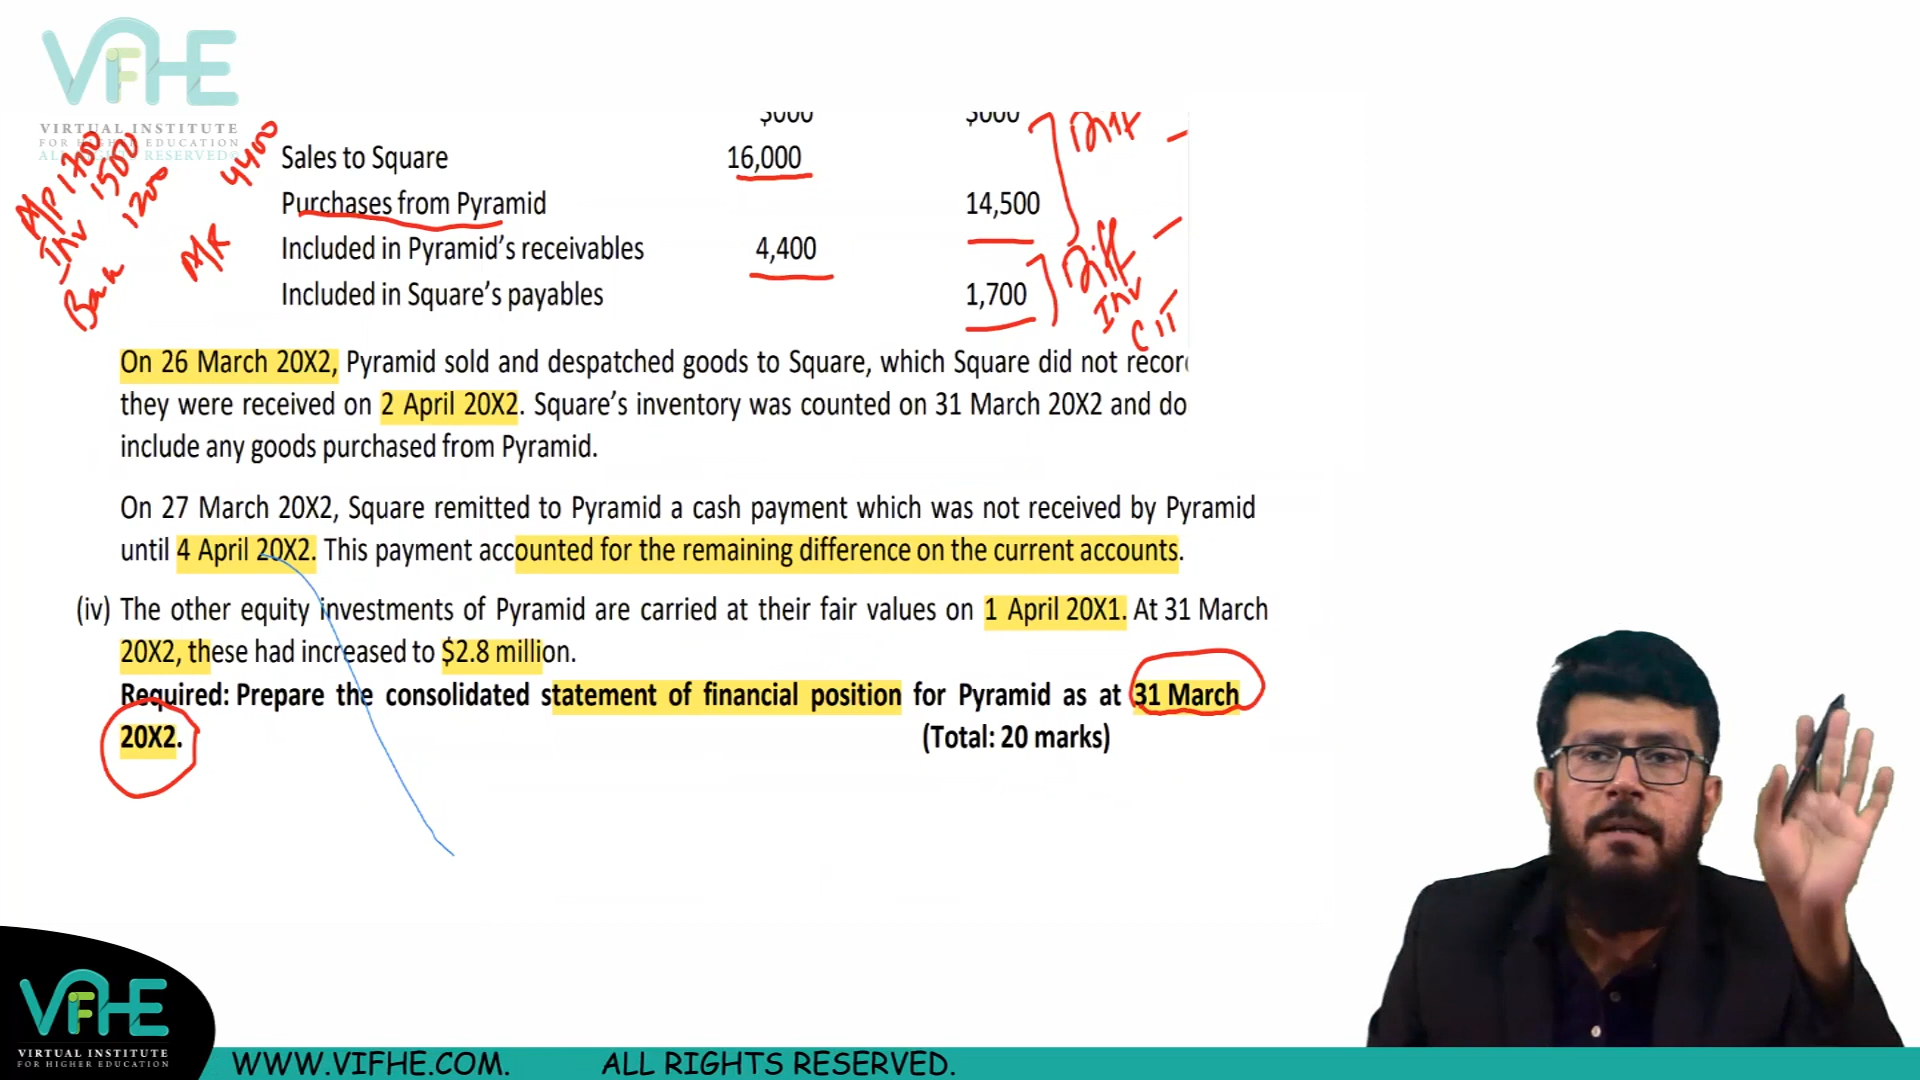 VIFHE
VIRTUAL INSTITUTE
FOR HIGHER EDUCATION
ALL RIGHTS RESERVED©
$000 $000
Diff
Sales to Square 16,000
Purchases from Pyramid 14,500
Included in Pyramid's receivables 4,400
Included in Square's payables 1,700
A/P 1700
Inv 1500
Bank 1200
A/R 4400
Diff
Inv
CIT
On 26 March 20X2, Pyramid sold and despatched goods to Square, which Square did not recor
they were received on 2 April 20X2. Square's inventory was counted on 31 March 20X2 and do
include any goods purchased from Pyramid.
On 27 March 20X2, Square remitted to Pyramid a cash payment which was not received by Pyramid
until 4 April 20X2. This payment accounted for the remaining difference on the current accounts.
(iv) The other equity investments of Pyramid are carried at their fair values on 1 April 20X1. At 31 March
20X2, these had increased to $2.8 million.
Required: Prepare the consolidated statement of financial position for Pyramid as at 31 March
20X2. (Total: 20 marks)
VIFHE
VIRTUAL INSTITUTE
FOR HIGHER EDUCATION
WWW.VIFHE.COM. ALL RIGHTS RESERVED.